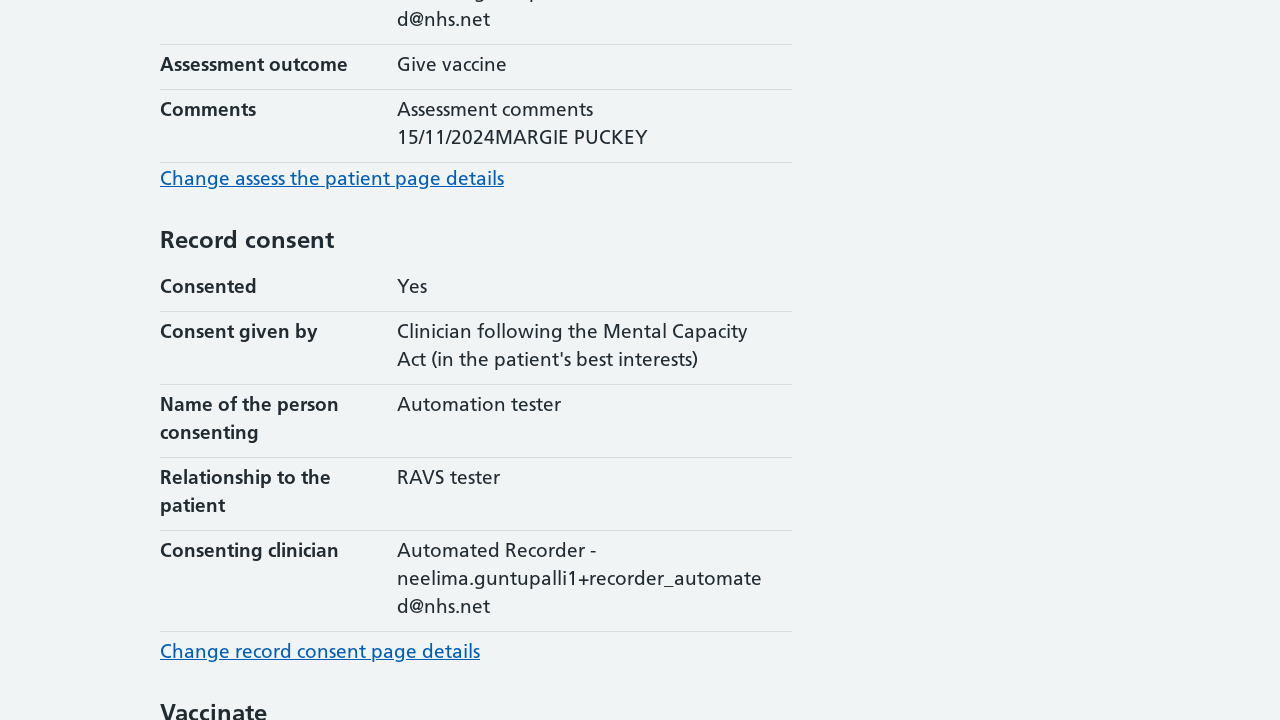 d@nhs.net
Assessment outcome Give vaccine
Comments Assessment comments
15/11/2024MARGIE PUCKEY
Change assess the patient page details
Record consent
Consented Yes
Consent given by Clinician following the Mental Capacity
Act (in the patient's best interests)
Name of the person Automation tester
consenting
Relationship to the RAVS tester
patient
Consenting clinician Automated Recorder -
neelima.guntupalli1+recorder_automate
d@nhs.net
Change record consent page details
Vaccinate